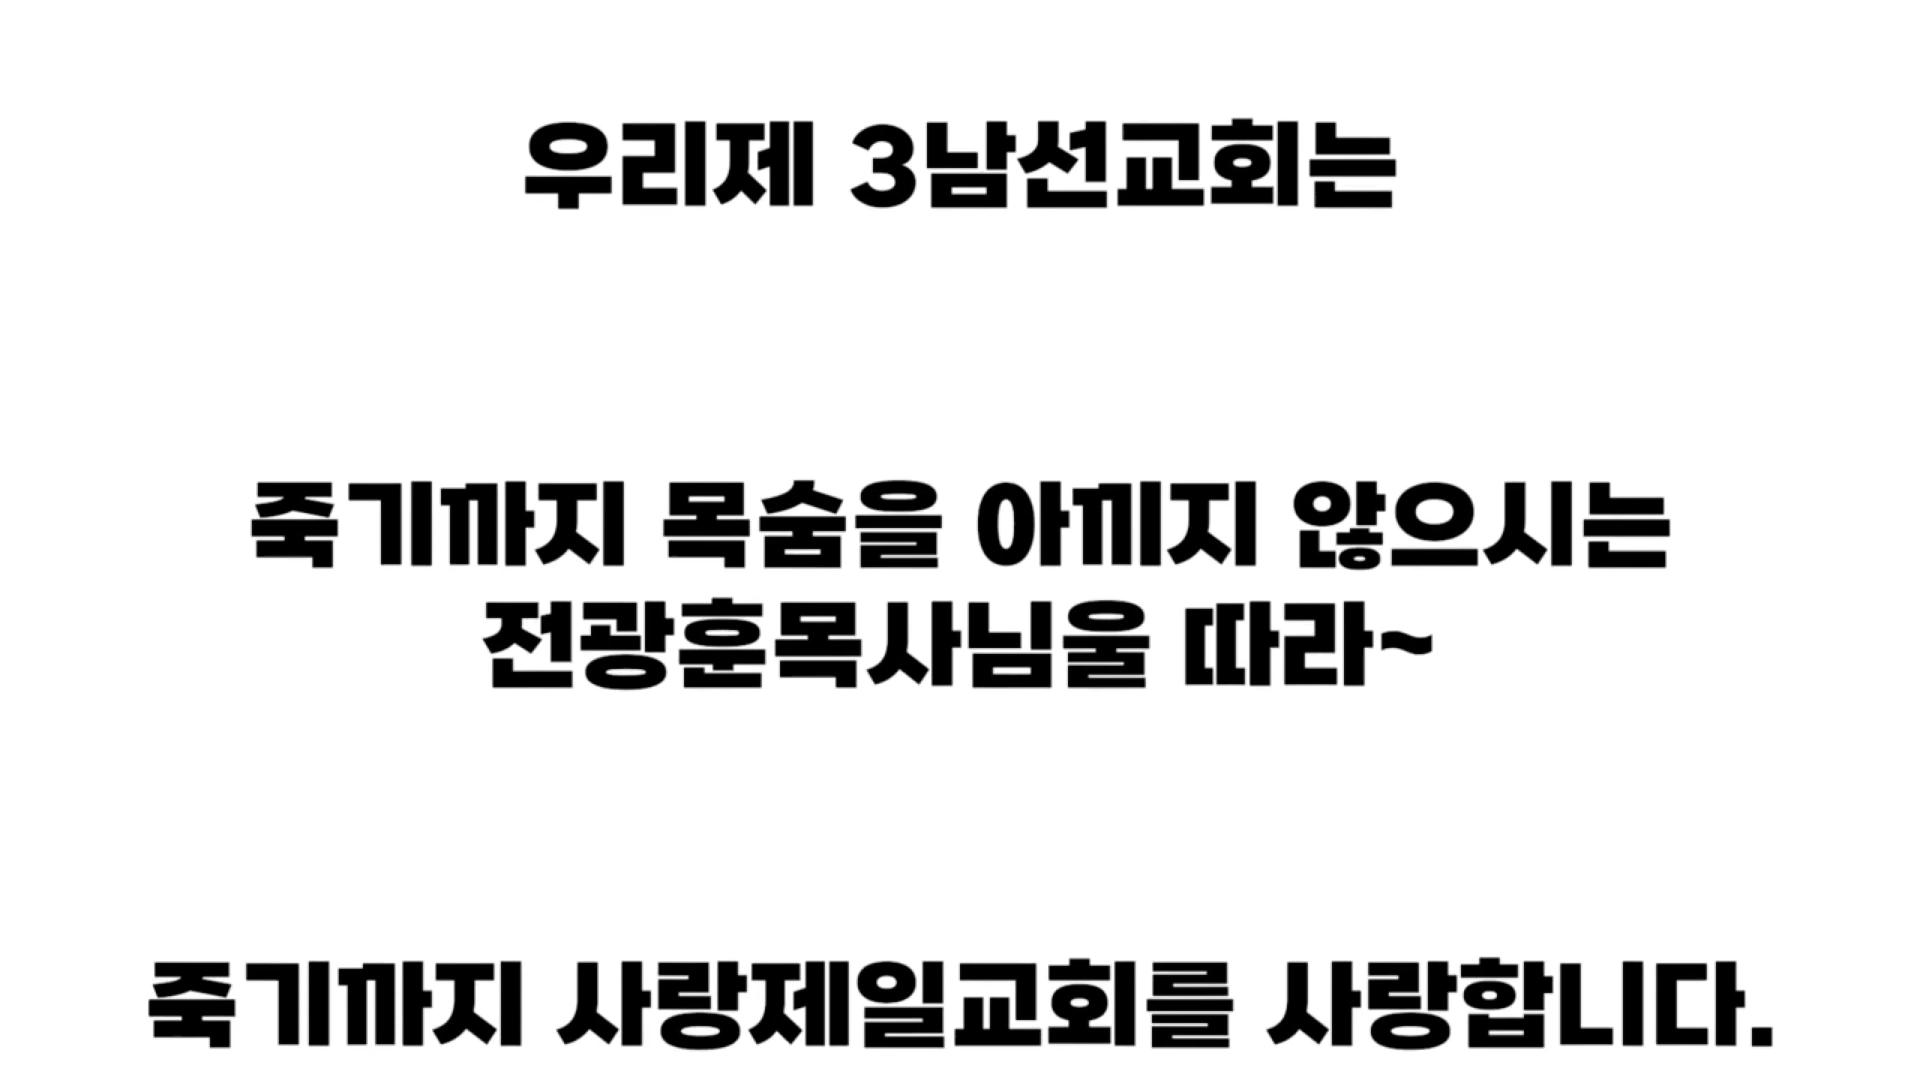 우리제 3남선교회는
죽기까지 목숨을 아끼지 않으시는
전광훈목사님울 따라~
죽기까지 사랑제일교회를 사랑합니다.